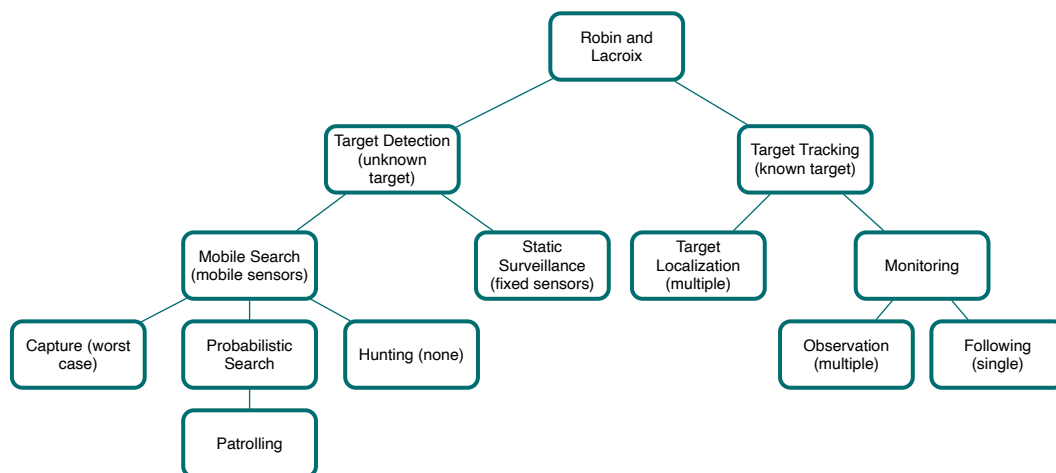 Robin and
Lacroix
Target Detection
(unknown
target)
Target Tracking
(known target)
Mobile Search
(mobile sensors)
Static
Surveillance
(fixed sensors)
Target
Localization
(multiple)
Monitoring
Capture (worst
case)
Probabilistic
Search
Hunting (none)
Observation
(multiple)
Following
(single)
Patrolling